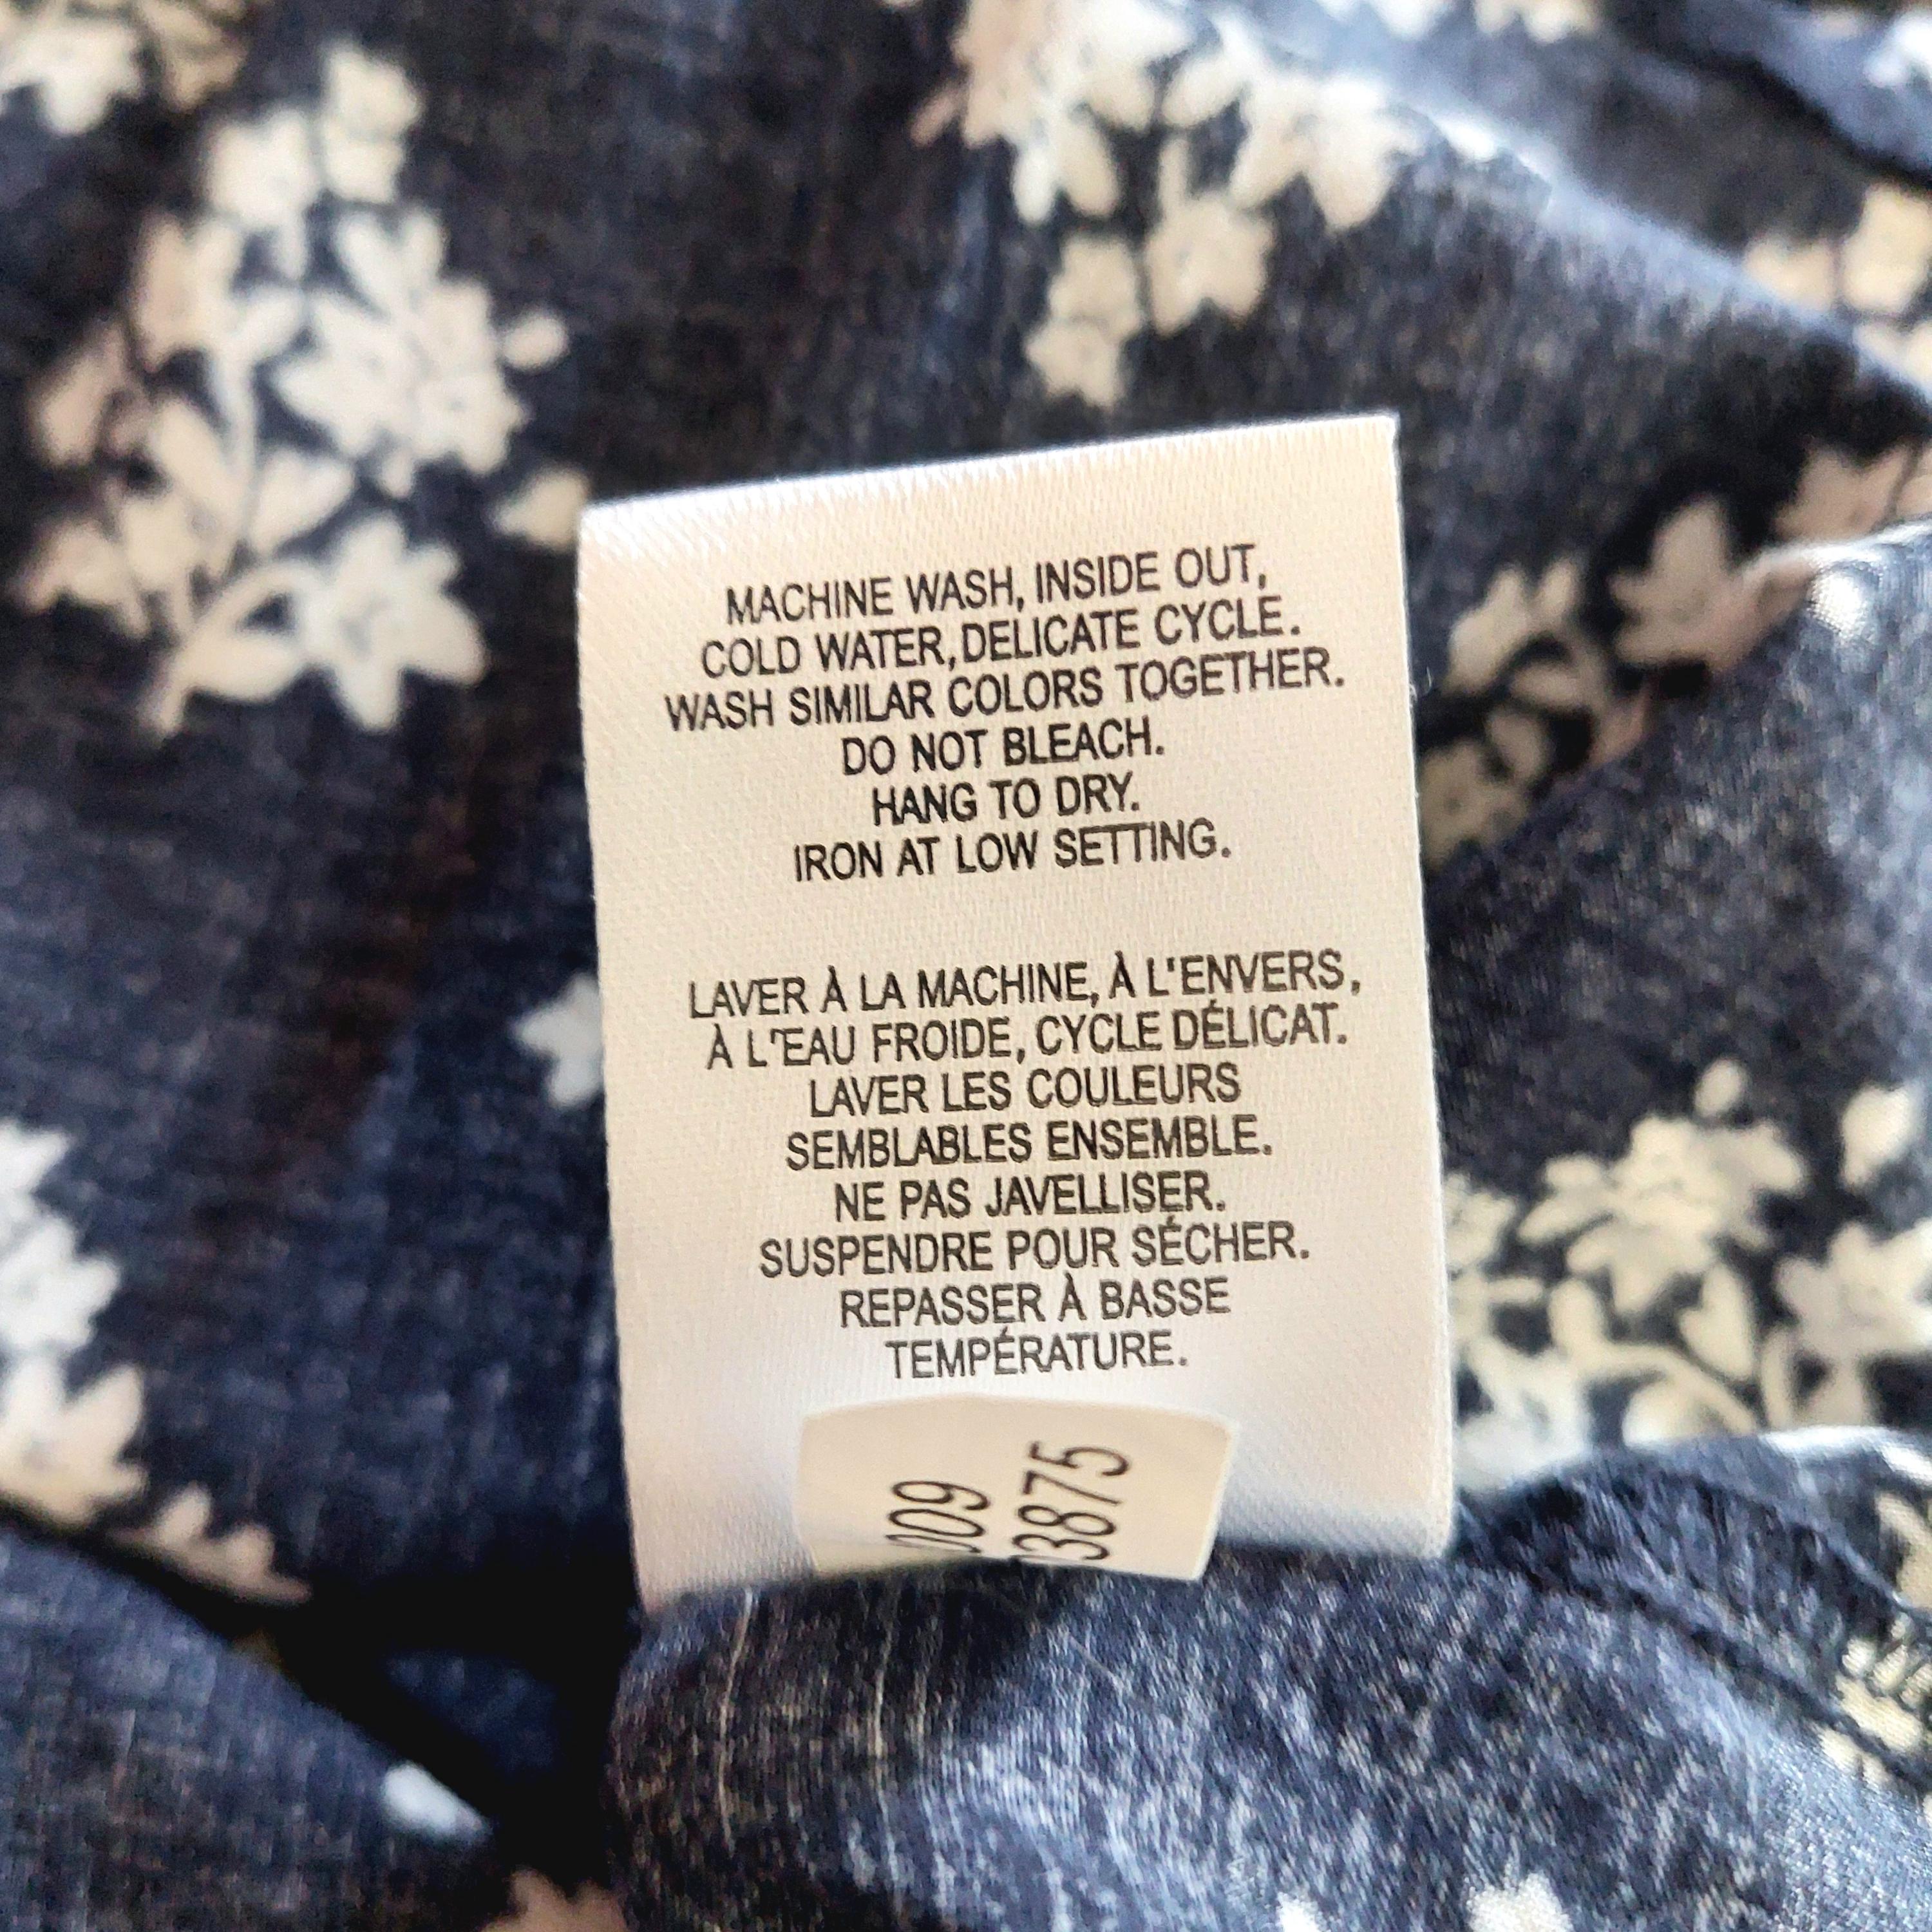 MACHINE WASH, INSIDE OUT,
COLD WATER, DELICATE CYCLE.
WASH SIMILAR COLORS TOGETHER.
DO NOT BLEACH.
HANG TO DRY.
IRON AT LOW SETTING.
LAVER À LA MACHINE, À L'ENVERS,
À L'EAU FROIDE, CYCLE DÉLICAT.
LAVER LES COULEURS
SEMBLABLES ENSEMBLE.
NE PAS JAVELLISER.
SUSPENDRE POUR SÉCHER.
REPASSER À BASSE
TEMPÉRATURE.